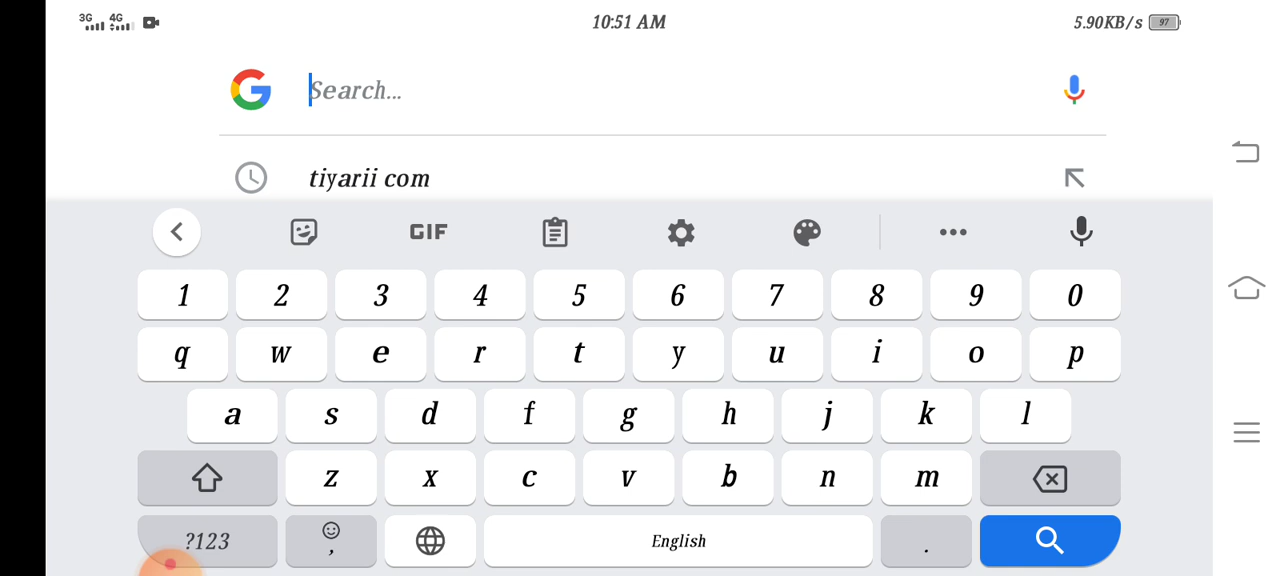 3G 4G 10:51 AM 5.90KB/s 97
Search...
tiyarii com
GIF
1 2 3 4 5 6 7 8 9 0
q w e r t y u i o p
a s d f g h j k l
z x c v b n m
?123 , English .